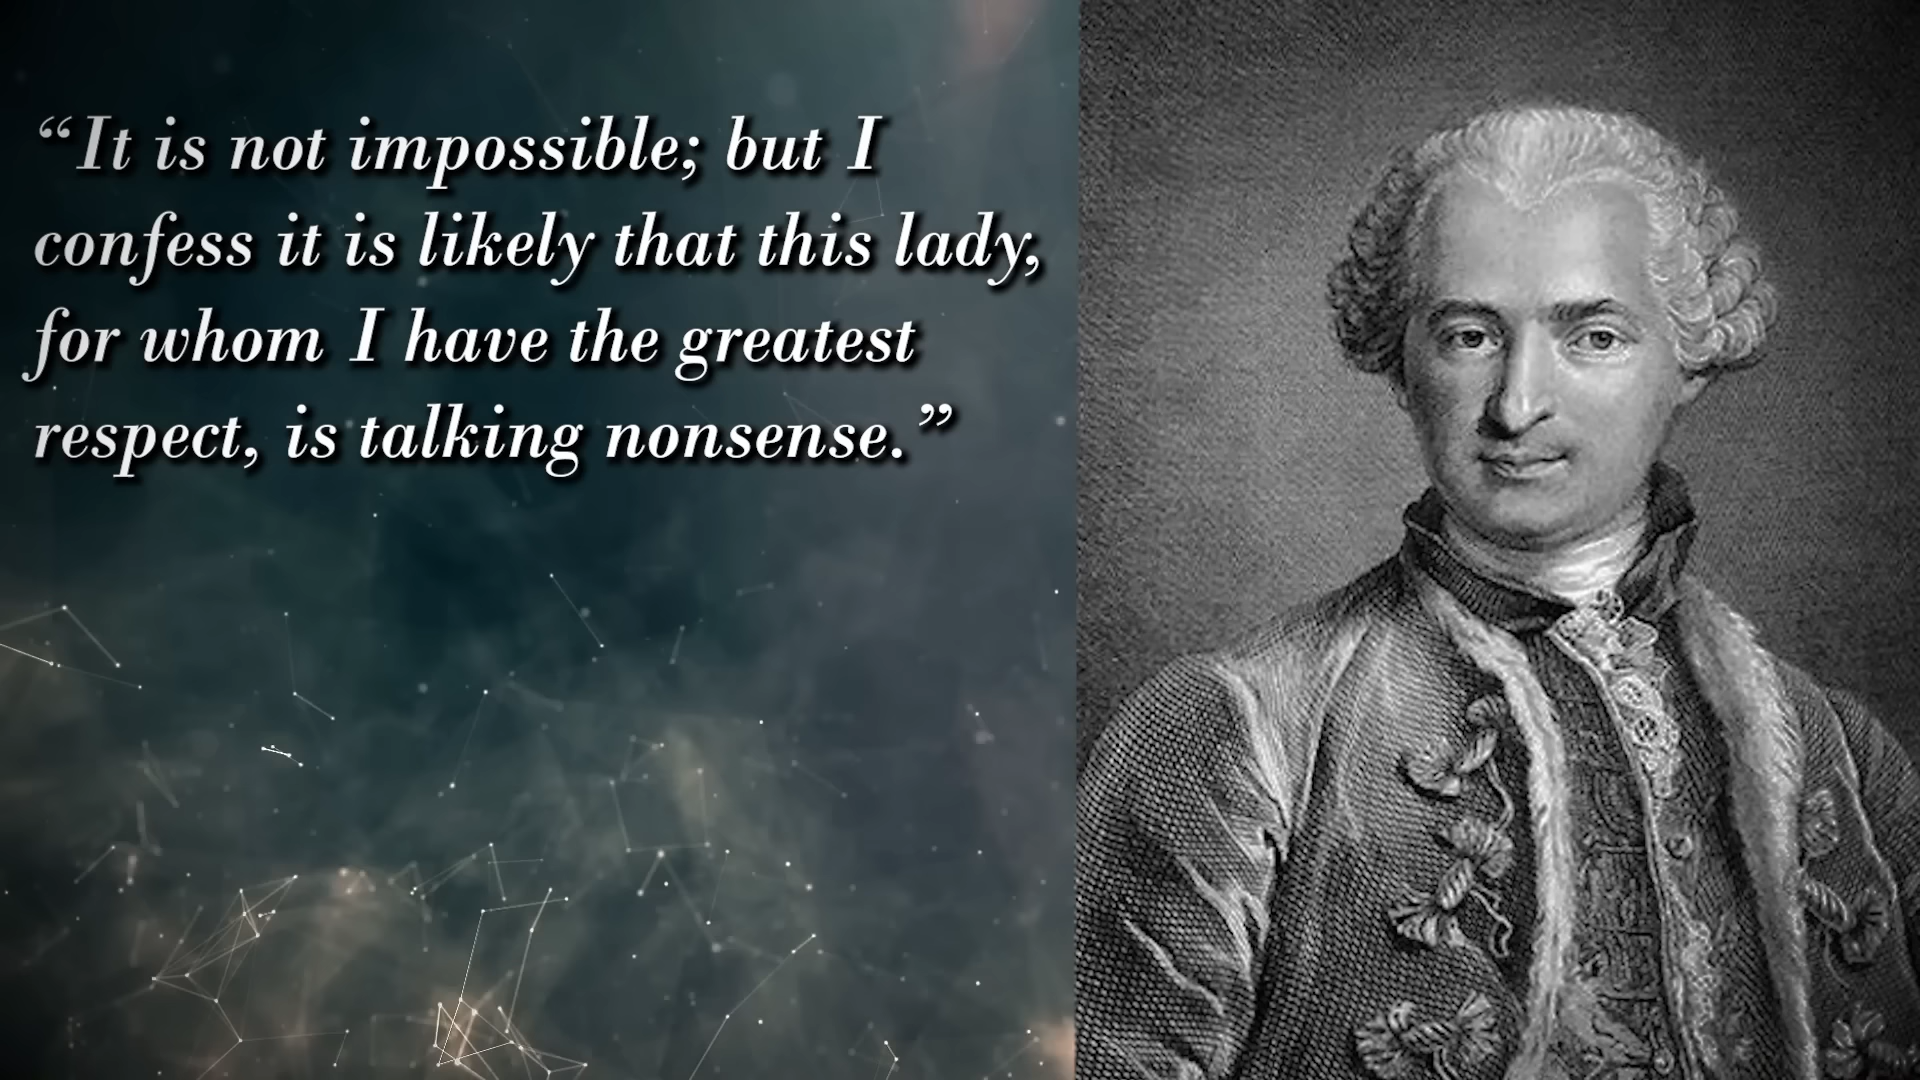 “It is not impossible; but I
confess it is likely that this lady,
for whom I have the greatest
respect, is talking nonsense.”